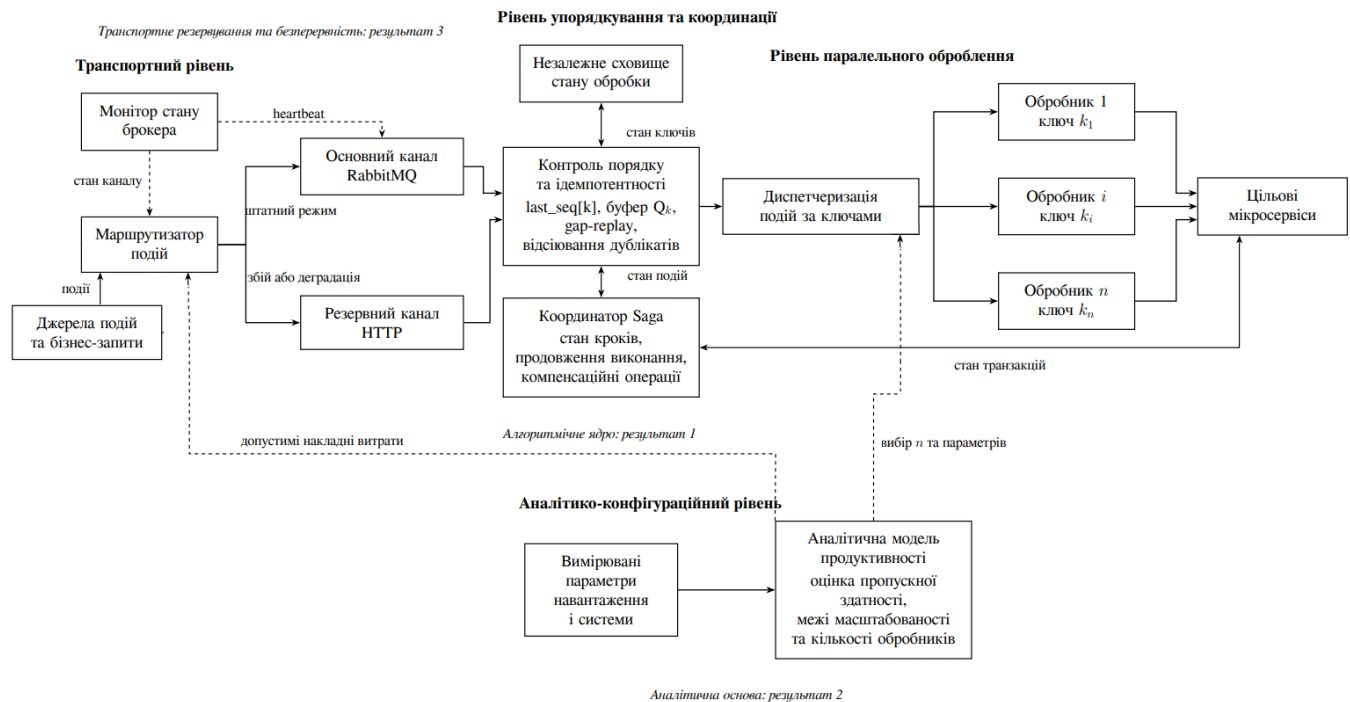 Рівень упорядкування та координації
Транспортне резервування та безперервність: результат 3
Транспортний рівень
Рівень паралельного оброблення
Монітор стану
брокера
heartbeat
стан каналу
Маршрутизатор
подій
події
Джерела подій
та бізнес-запити
Основний канал
RabbitMQ
штатний режим
збій або деградація
Резервний канал
HTTP
Незалежне сховище
стану обробки
стан ключів
Контроль порядку
та ідемпотентності
last_seq[k], буфер Qₖ,
gap-replay,
відсіювання дублікатів
стан подій
Координатор Saga
стан кроків,
продовження виконання,
компенсаційні операції
Диспетчеризація
подій за ключами
Обробник 1
ключ k₁
Обробник i
ключ kᵢ
Обробник n
ключ kₙ
Цільові
мікросервіси
стан транзакцій
допустимі накладні витрати
Алгоритмічне ядро: результат 1
вибір n та параметрів
Аналітико-конфігураційний рівень
Вимірювані
параметри
навантаження
і системи
Аналітична модель
продуктивності
оцінка пропускної
здатності,
межі масштабованості
та кількості обробників
Аналітична основа: результат 2